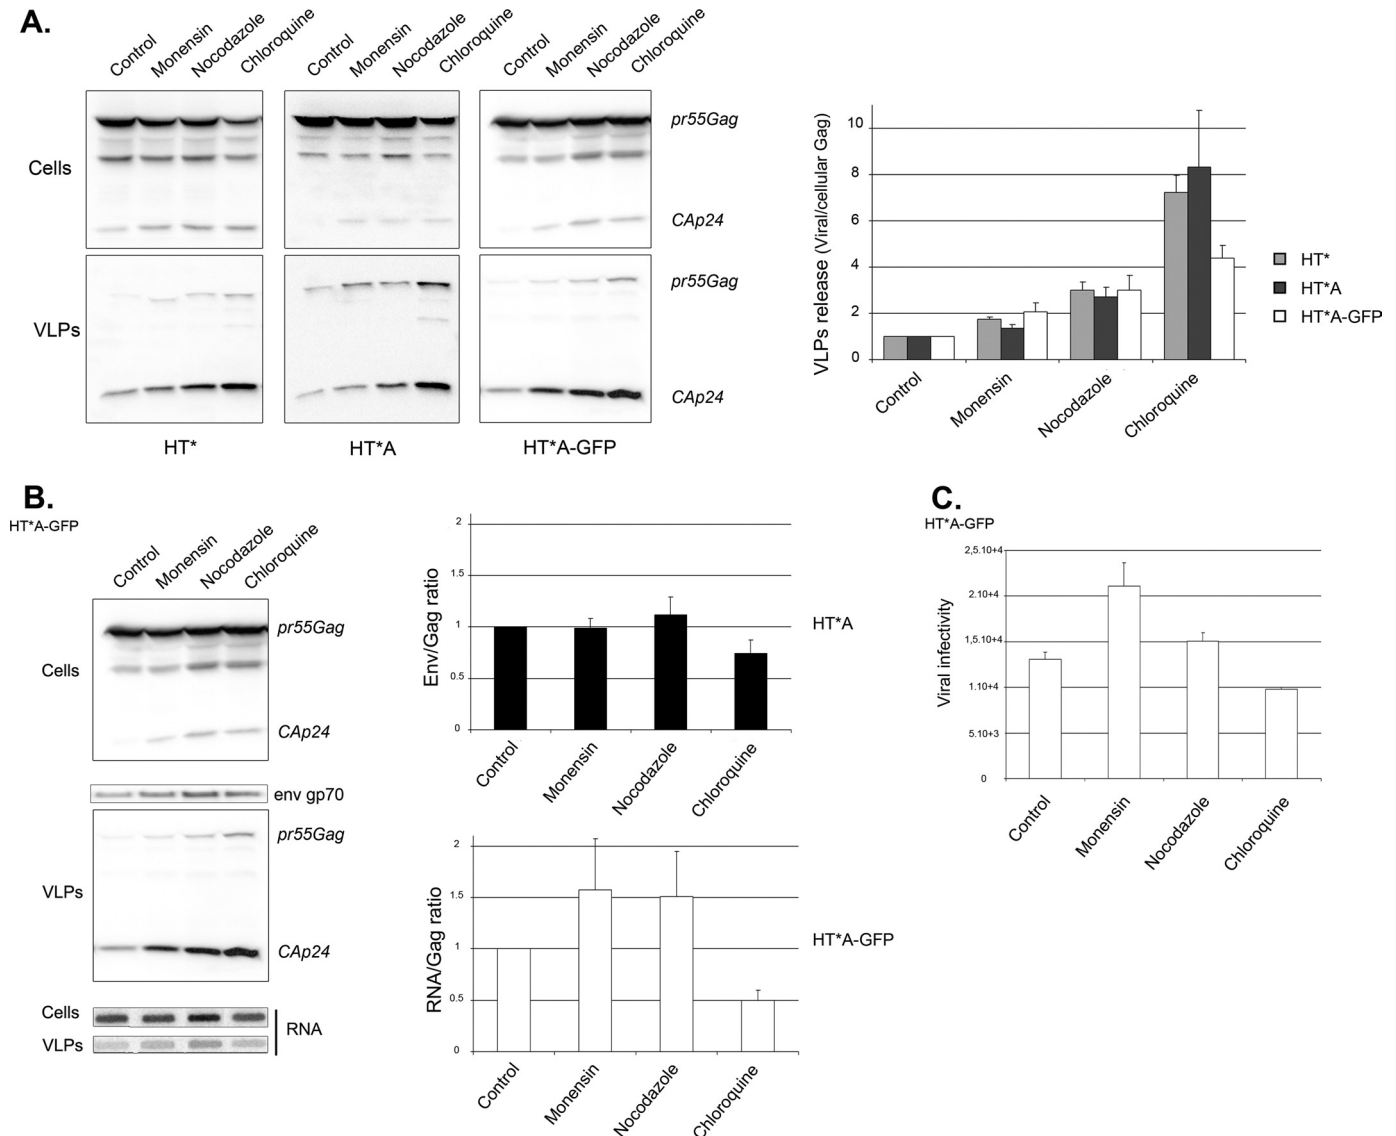 A.
Control
Monensin
Nocodazole
Chloroquine
Control
Monensin
Nocodazole
Chloroquine
Control
Monensin
Nocodazole
Chloroquine
Cells
pr55Gag
CAp24
VLPs
pr55Gag
CAp24
HT*
HT*A
HT*A-GFP
VLPs release (Viral/cellular Gag)
10
8
6
4
2
0
Control
Monensin
Nocodazole
Chloroquine
HT*
HT*A
HT*A-GFP
B.
HT*A-GFP
Control
Monensin
Nocodazole
Chloroquine
Cells
pr55Gag
CAp24
env gp70
VLPs
pr55Gag
CAp24
Cells
VLPs
RNA
Env/Gag ratio
2
1.5
1
0.5
0
Control
Monensin
Nocodazole
Chloroquine
HT*A
RNA/Gag ratio
2
1.5
1
0.5
0
Control
Monensin
Nocodazole
Chloroquine
HT*A-GFP
C.
HT*A-GFP
Viral infectivity
2,5.10+4
2.10+4
1,5.10+4
1.10+4
5.10+3
0
Control
Monensin
Nocodazole
Chloroquine